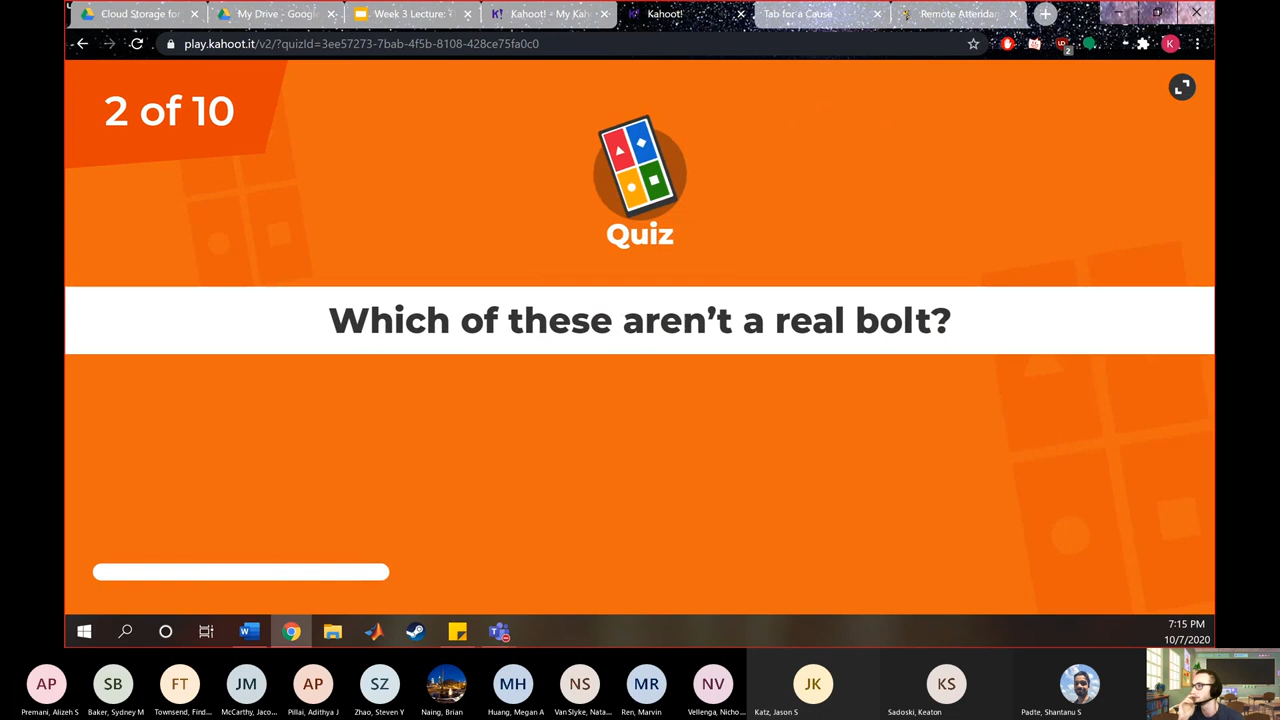 Cloud Storage for
My Drive - Google
Week 3 Lecture: T
Kahoot! - My Kah
Kahoot!
Tab for a Cause
Remote Attendan
play.kahoot.it/v2/?quizId=3ee57273-7bab-4f5b-8108-428ce75fa0c0
2
K
2 of 10
Quiz
Which of these aren't a real bolt?
7:15 PM
10/7/2020
AP
SB
FT
JM
AP
SZ
MH
NS
MR
NV
JK
KS
Premani, Alizeh S
Baker, Sydney M
Townsend, Find...
McCarthy, Jaco...
Pillai, Adithya J
Zhao, Steven Y
Naing, Brian
Huang, Megan A
Van Slyke, Nata...
Ren, Marvin
Vellenga, Nicho...
Katz, Jason S
Sadoski, Keaton
Padte, Shantanu S